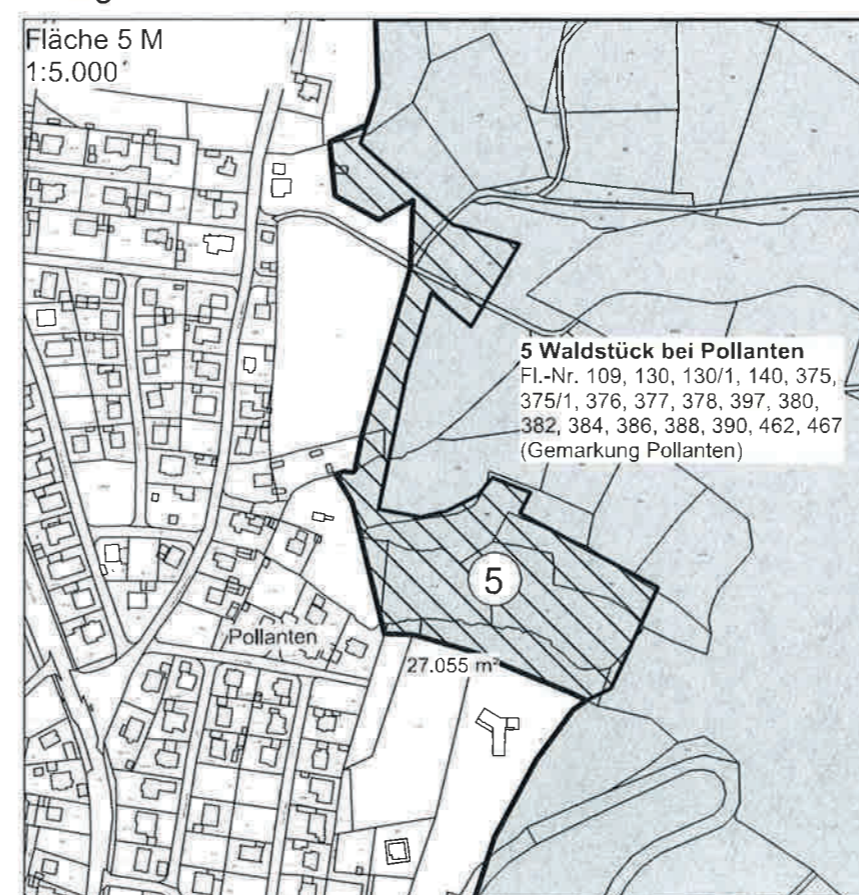 Fläche 5 M
1:5.000
5 Waldstück bei Pollanten
Fl.-Nr. 109, 130, 130/1, 140, 375,
375/1, 376, 377, 378, 397, 380,
382, 384, 386, 388, 390, 462, 467
(Gemarkung Pollanten)
5
Pollanten
27.055 m²